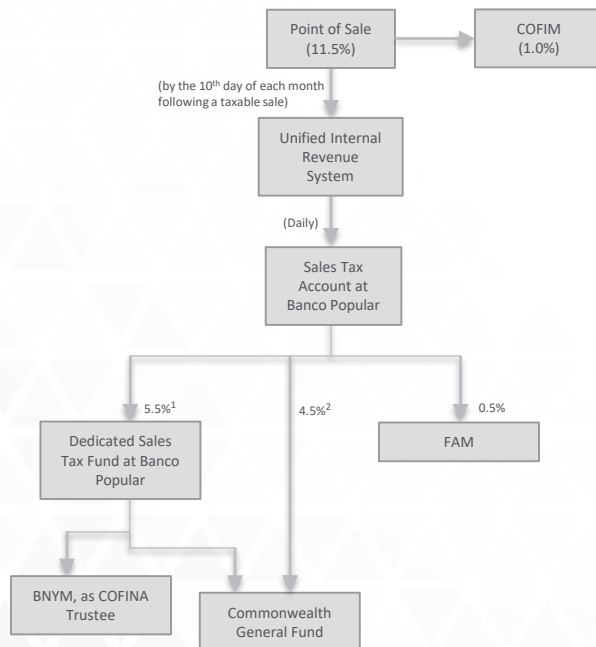 Point of Sale
(11.5%)
COFIM
(1.0%)
(by the 10th day of each month
following a taxable sale)
Unified Internal
Revenue
System
(Daily)
Sales Tax
Account at
Banco Popular
5.5%1
4.5%2
0.5%
Dedicated Sales
Tax Fund at Banco
Popular
FAM
BNYM, as COFINA
Trustee
Commonwealth
General Fund